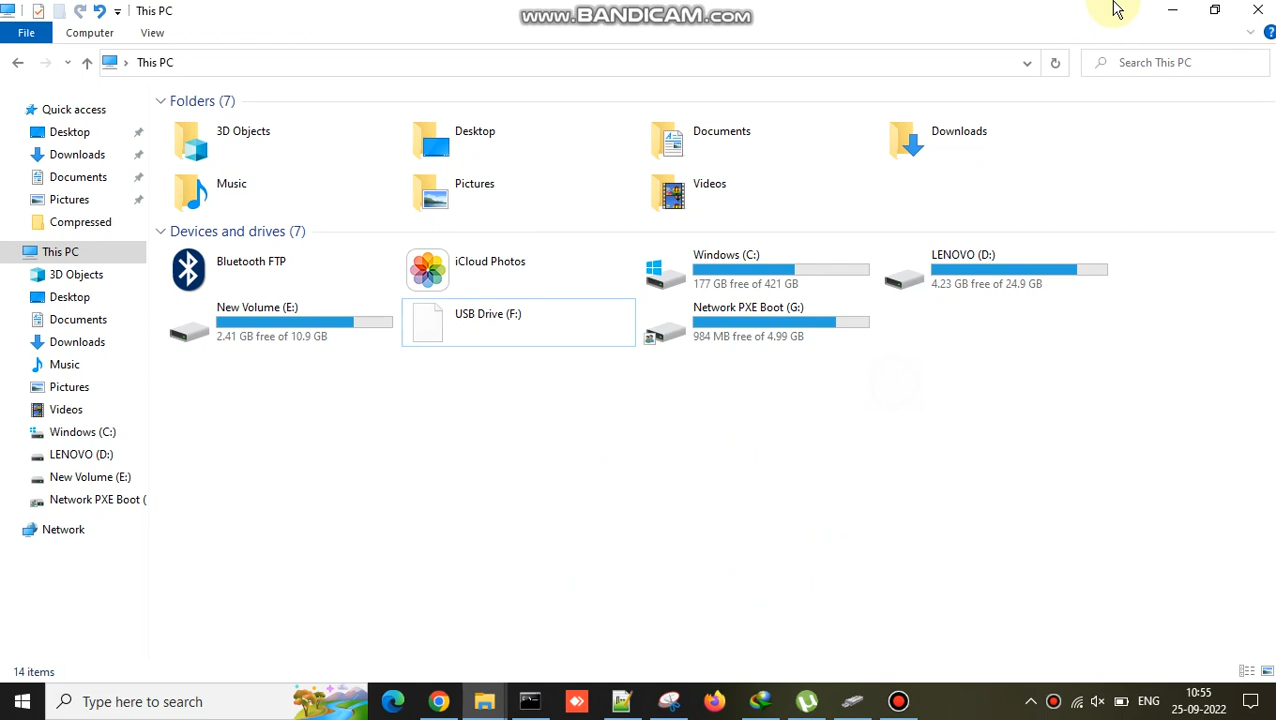 This PC
www.BANDICAM.com
File
Computer
View
This PC
Search This PC
Quick access
Desktop
Downloads
Documents
Pictures
Compressed
This PC
3D Objects
Desktop
Documents
Downloads
Music
Pictures
Videos
Windows (C:)
LENOVO (D:)
New Volume (E:)
Network PXE Boot (
Network
Folders (7)
3D Objects
Desktop
Documents
Downloads
Music
Pictures
Videos
Devices and drives (7)
Bluetooth FTP
iCloud Photos
Windows (C:)
177 GB free of 421 GB
LENOVO (D:)
4.23 GB free of 24.9 GB
New Volume (E:)
2.41 GB free of 10.9 GB
USB Drive (F:)
Network PXE Boot (G:)
984 MB free of 4.99 GB
14 items
Type here to search
ENG
10:55
25-09-2022